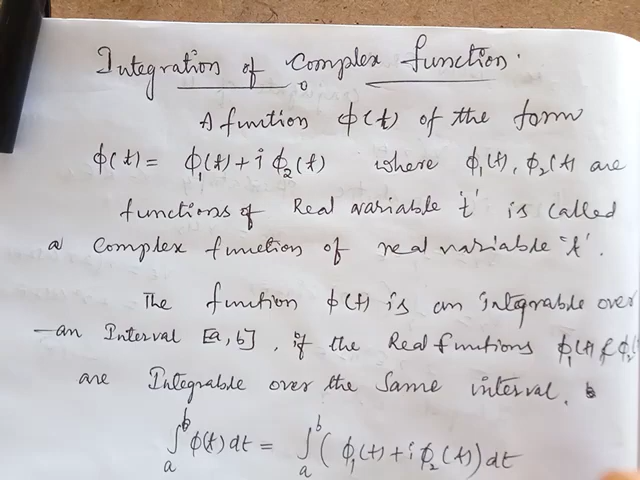 Integration of Complex function.
A function ϕ(t) of the form
ϕ(t) = ϕ₁(t) + i ϕ₂(t) where ϕ₁(t), ϕ₂(t) are
functions of Real variable 't' is called
a Complex function of real variable 't'.
The function ϕ(t) is an integrable over
an Interval [a, b], if the Real functions ϕ₁(t) & ϕ₂(
are Integrable over the Same interval.
∫ₐᵇ ϕ(t) dt = ∫ₐᵇ ( ϕ₁(t) + i ϕ₂(t) ) dt